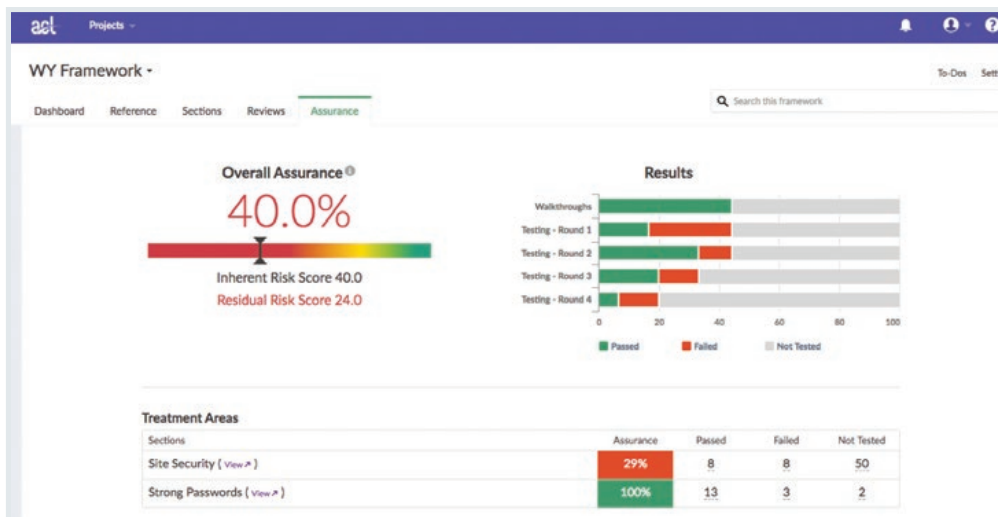 acl Projects
WY Framework
To-Dos
Dashboard Reference Sections Reviews Assurance
Search this framework
Overall Assurance
40.0%
Inherent Risk Score 40.0
Residual Risk Score 24.0
Results
Walkthroughs
Testing - Round 1
Testing - Round 2
Testing - Round 3
Testing - Round 4
0 20 40 60 80 100
Passed Failed Not Tested
Treatment Areas
Sections Assurance Passed Failed Not Tested
Site Security ( View ) 29% 8 8 50
Strong Passwords ( View ) 100% 13 3 2